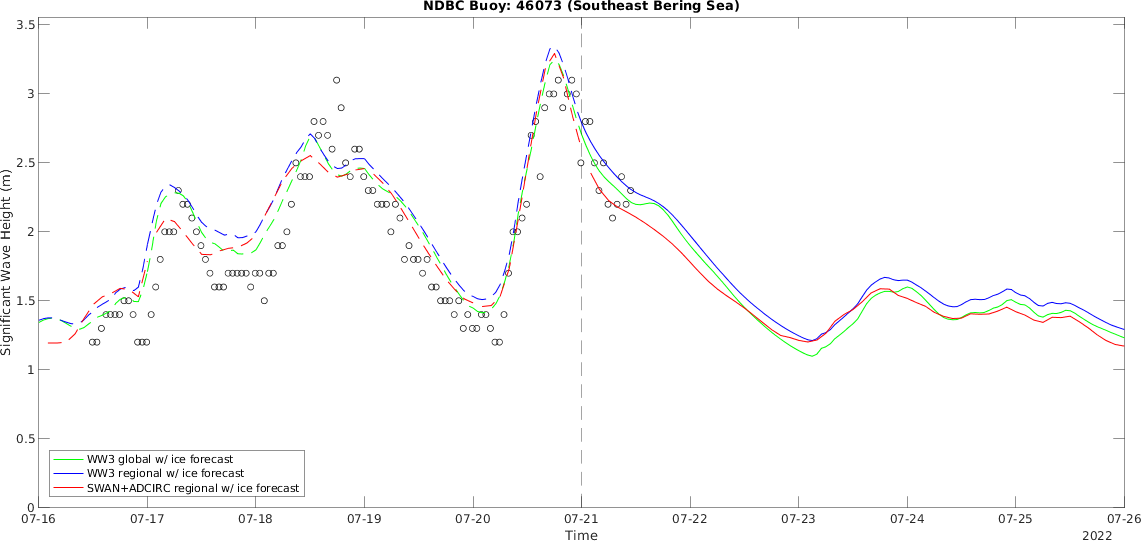 NDBC Buoy: 46073 (Southeast Bering Sea)
3.5
3
2.5
2
1.5
1
0.5
0
Significant Wave Height (m)
WW3 global w/ ice forecast
WW3 regional w/ ice forecast
SWAN+ADCIRC regional w/ ice forecast
07-16 07-17 07-18 07-19 07-20 07-21 07-22 07-23 07-24 07-25 07-26
Time
2022